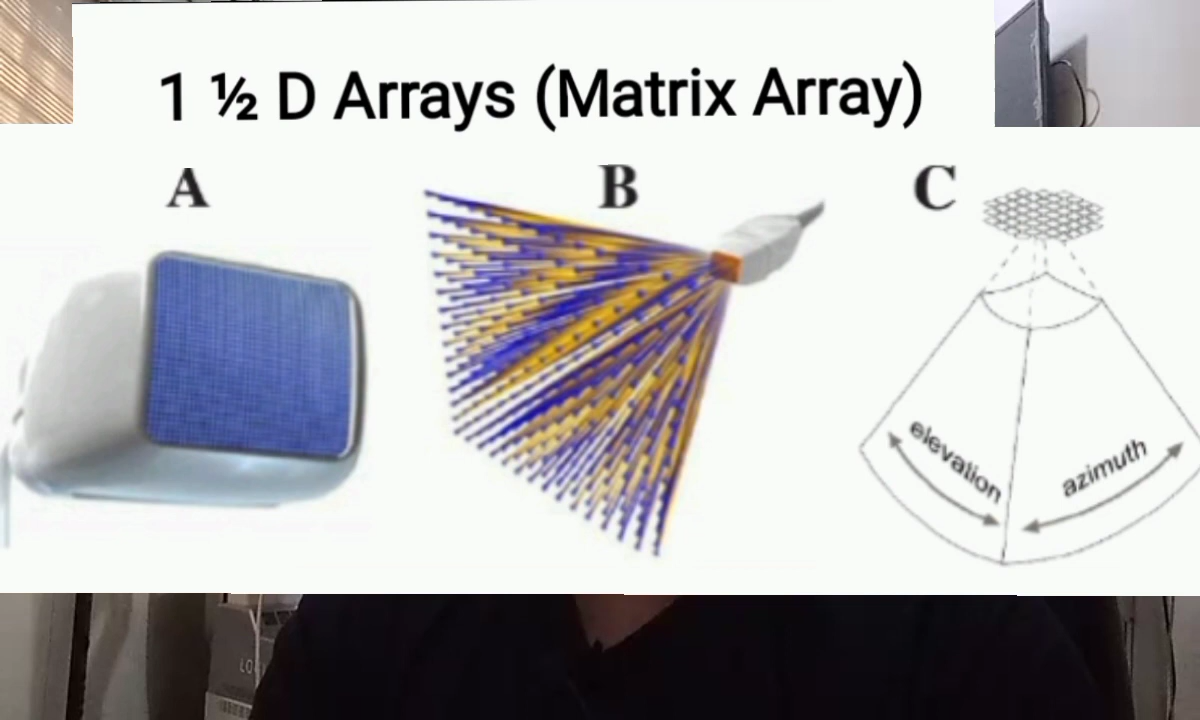 1 ½ D Arrays (Matrix Array)
A
B
C
elevation
azimuth